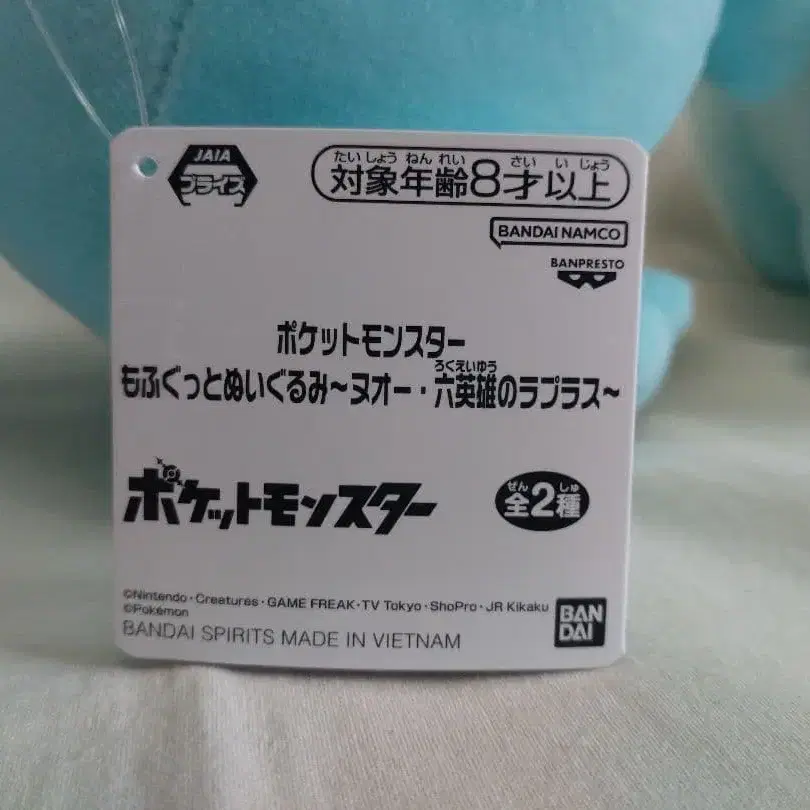 JAIA
プライズ
たいしょうねんれい さいいじょう
対象年齢8才以上
BANDAI NAMCO
BANPRESTO
ポケットモンスター
ろくえいゆう
もふぐっとぬいぐるみ～ヌオー・六英雄のラプラス～
ポケットモンスター
ぜん しゅ
全2種
©Nintendo・Creatures・GAME FREAK・TV Tokyo・ShoPro・JR Kikaku
©Pokémon
BANDAI SPIRITS MADE IN VIETNAM
BAN
DAI